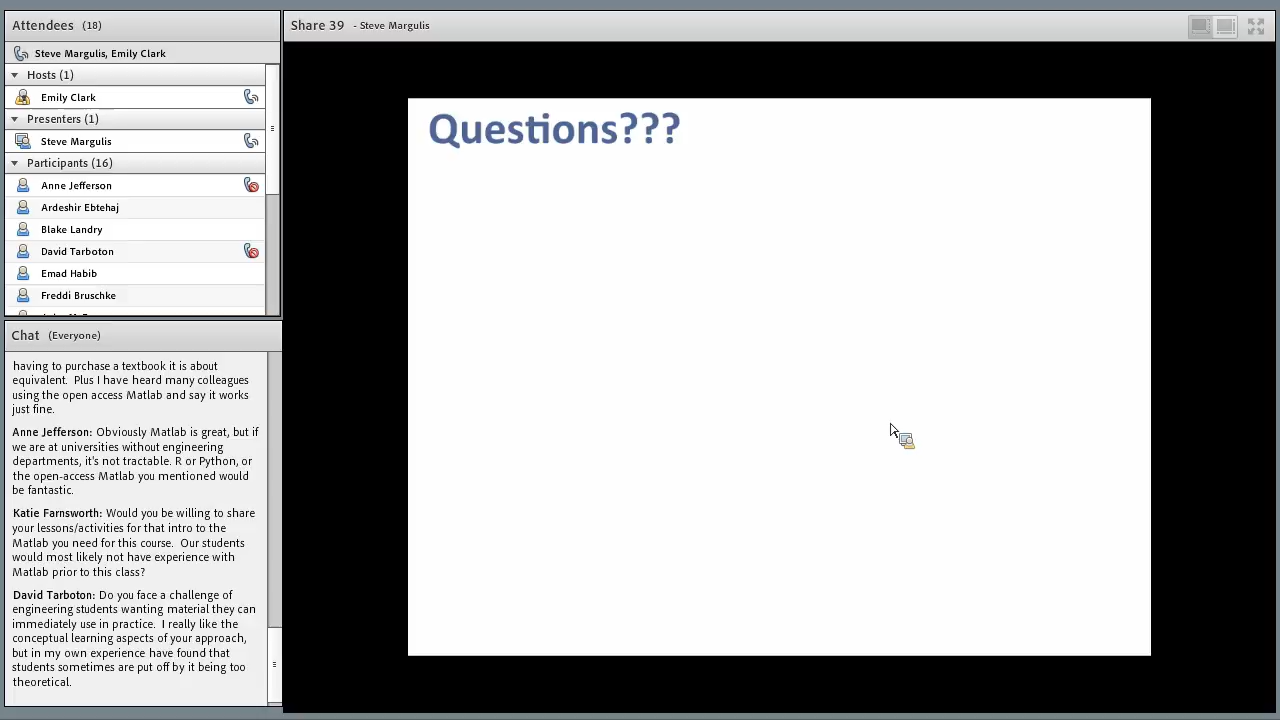 Attendees (18)
Steve Margulis, Emily Clark
Hosts (1)
Emily Clark
Presenters (1)
Steve Margulis
Participants (16)
Anne Jefferson
Ardeshir Ebtehaj
Blake Landry
David Tarboton
Emad Habib
Freddi Bruschke
Chat (Everyone)
having to purchase a textbook it is about
equivalent. Plus I have heard many colleagues
using the open access Matlab and say it works
just fine.
Anne Jefferson: Obviously Matlab is great, but if
we are at universities without engineering
departments, it's not tractable. R or Python, or
the open-access Matlab you mentioned would
be fantastic.
Katie Farnsworth: Would you be willing to share
your lessons/activities for that intro to the
Matlab you need for this course. Our students
would most likely not have experience with
Matlab prior to this class?
David Tarboton: Do you face a challenge of
engineering students wanting material they can
immediately use in practice. I really like the
conceptual learning aspects of your approach,
but in my own experience have found that
students sometimes are put off by it being too
theoretical.
Share 39 - Steve Margulis
Questions???